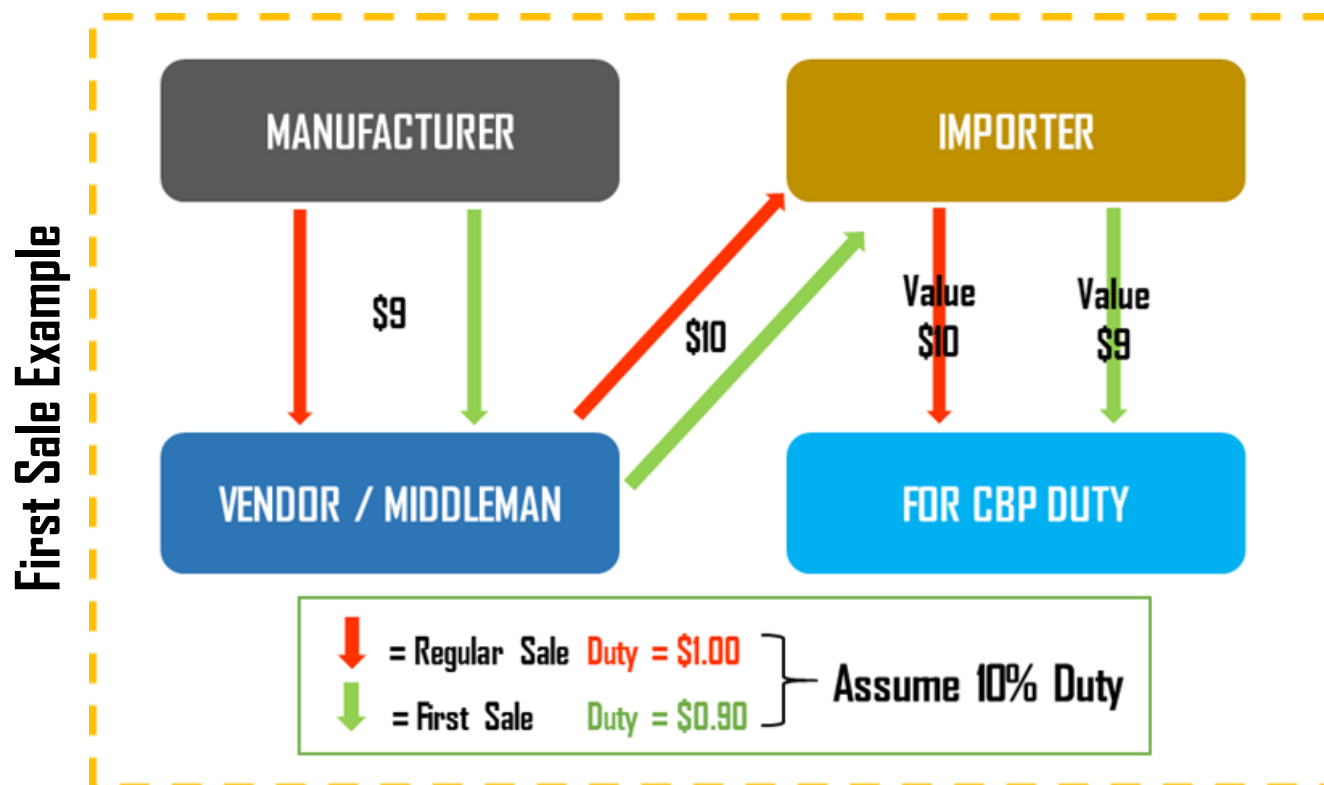 First Sale Example
MANUFACTURER
IMPORTER
$9
$10
Value
$10
Value
$9
VENDOR / MIDDLEMAN
FOR CBP DUTY
= Regular Sale Duty = $1.00
= First Sale Duty = $0.90
Assume 10% Duty